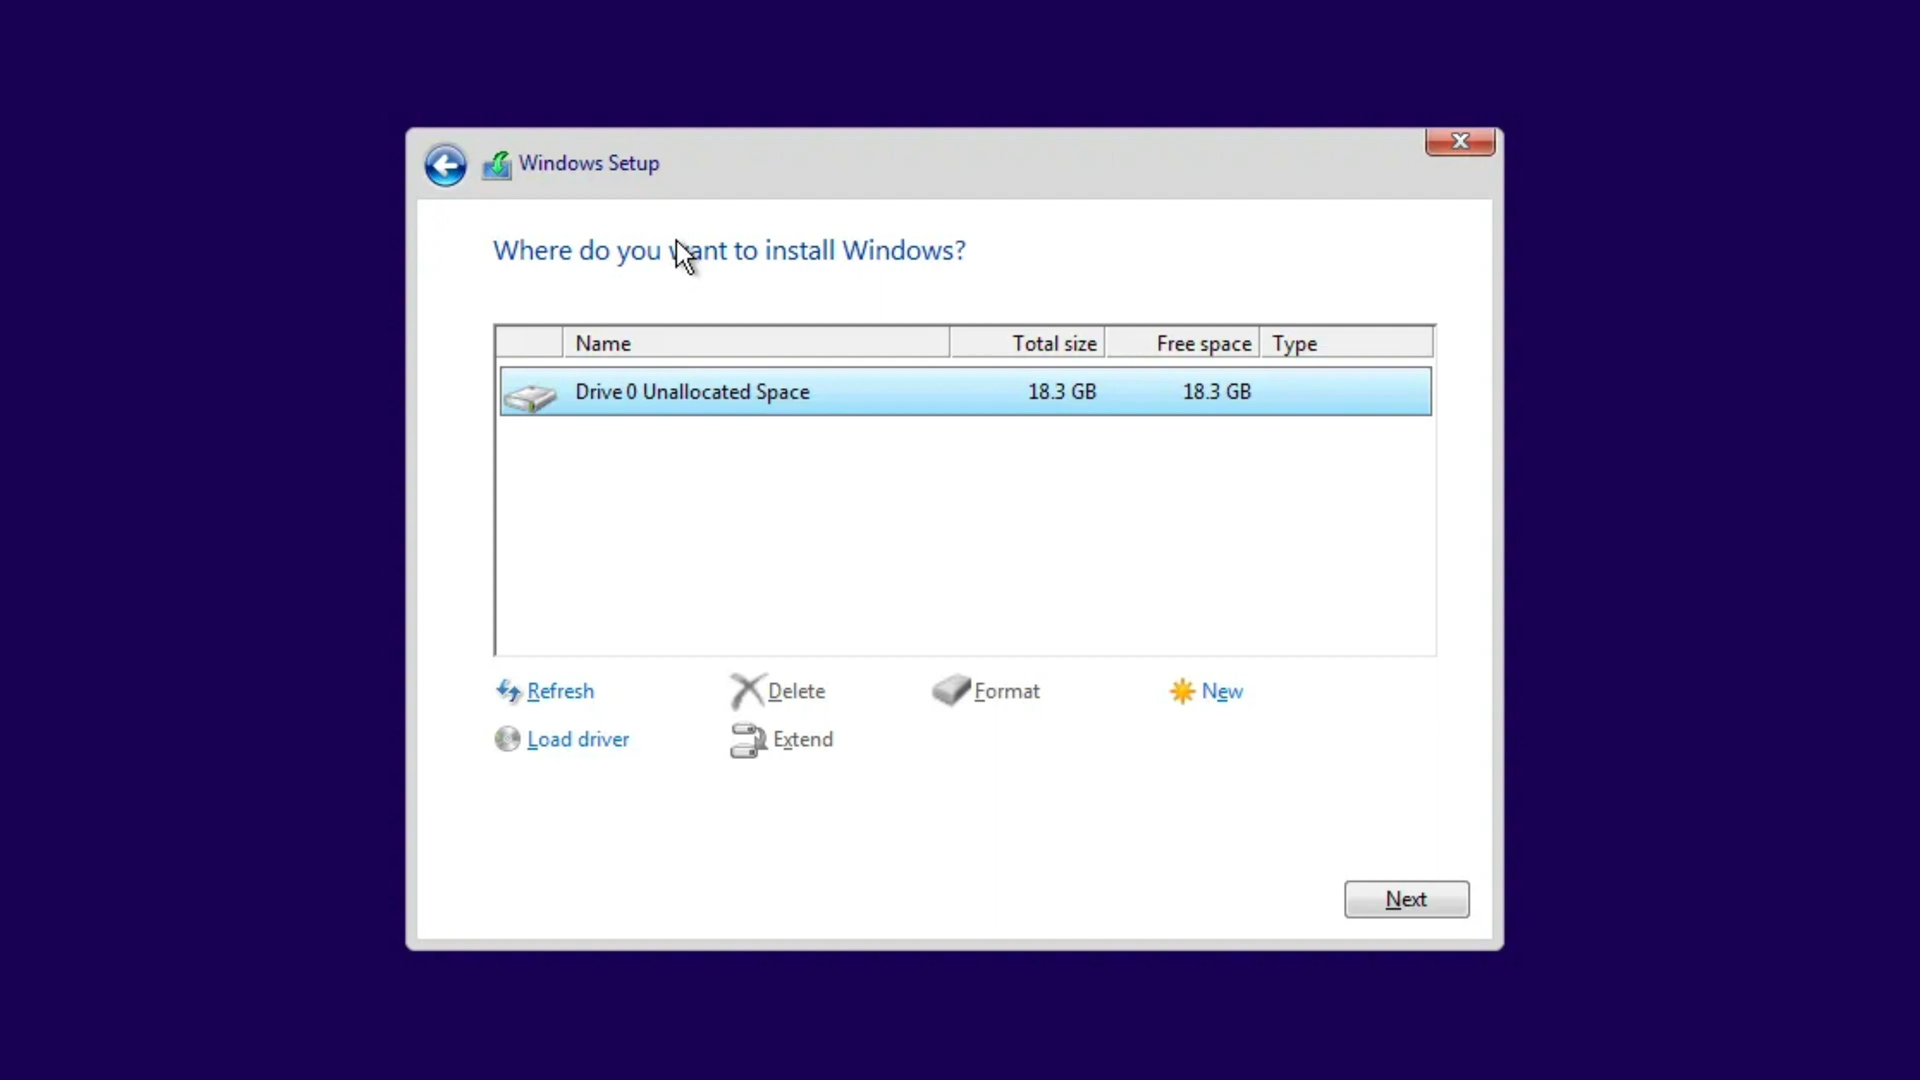 Windows Setup
Where do you want to install Windows?
Name Total size Free space Type
Drive 0 Unallocated Space 18.3 GB 18.3 GB
Refresh Delete Format New
Load driver Extend
Next